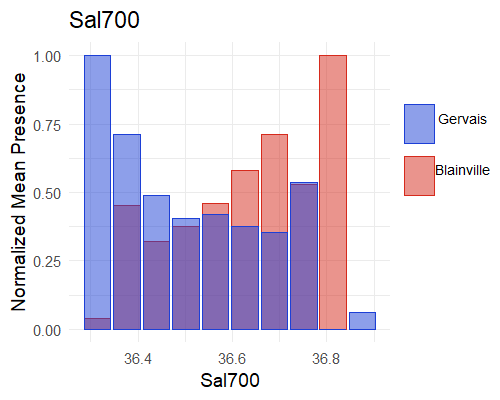 Sal700
Normalized Mean Presence
1.00
0.75
0.50
0.25
0.00
36.4 36.6 36.8
Sal700
Gervais
Blainville